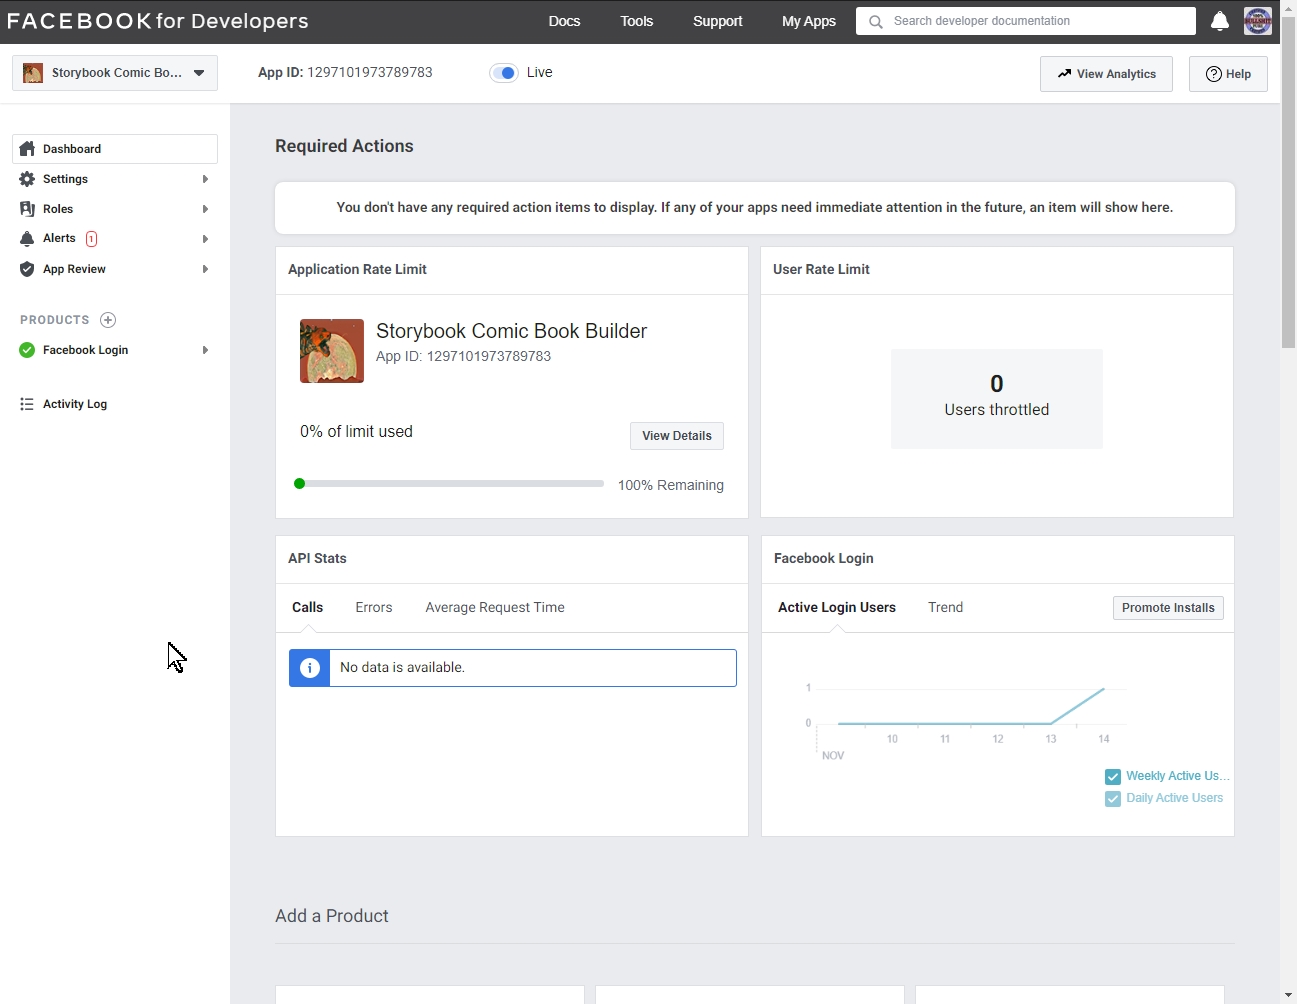 FACEBOOK for Developers
Docs
Tools
Support
My Apps
Search developer documentation
Storybook Comic Bo...
App ID: 1297101973789783
Live
View Analytics
Help
Dashboard
Settings
Roles
Alerts 1
App Review
PRODUCTS
Facebook Login
Activity Log
Required Actions
You don't have any required action items to display. If any of your apps need immediate attention in the future, an item will show here.
Application Rate Limit
Storybook Comic Book Builder
App ID: 1297101973789783
0% of limit used
View Details
100% Remaining
User Rate Limit
0
Users throttled
API Stats
Calls
Errors
Average Request Time
No data is available.
Facebook Login
Active Login Users
Trend
Promote Installs
1
0
10 11 12 13 14
NOV
Weekly Active Us...
Daily Active Users
Add a Product